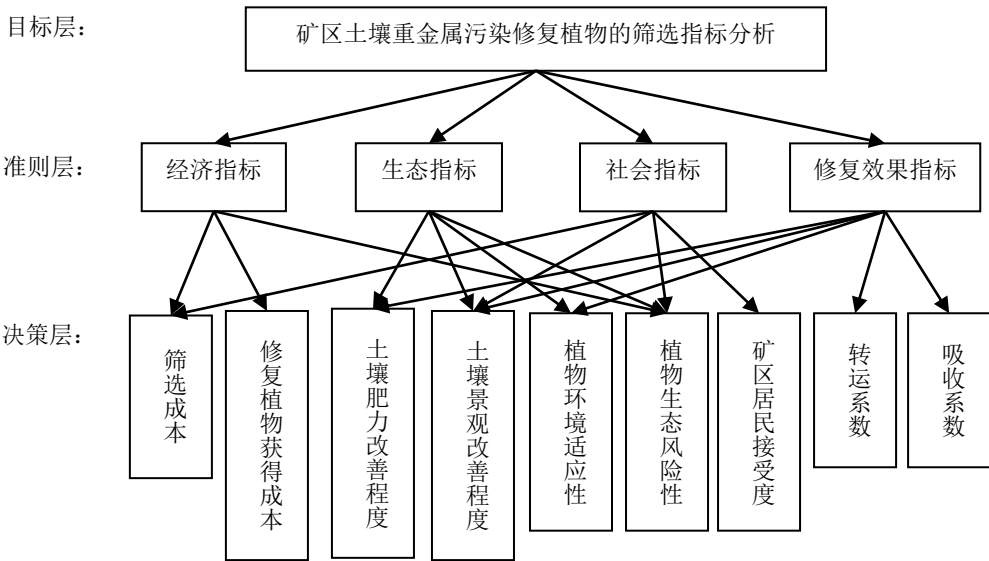 目标层：
矿区土壤重金属污染修复植物的筛选指标分析
准则层：
经济指标
生态指标
社会指标
修复效果指标
决策层：
筛选成本
修复植物获得成本
土壤肥力改善程度
土壤景观改善程度
植物环境适应性
植物生态风险性
矿区居民接受度
转运系数
吸收系数